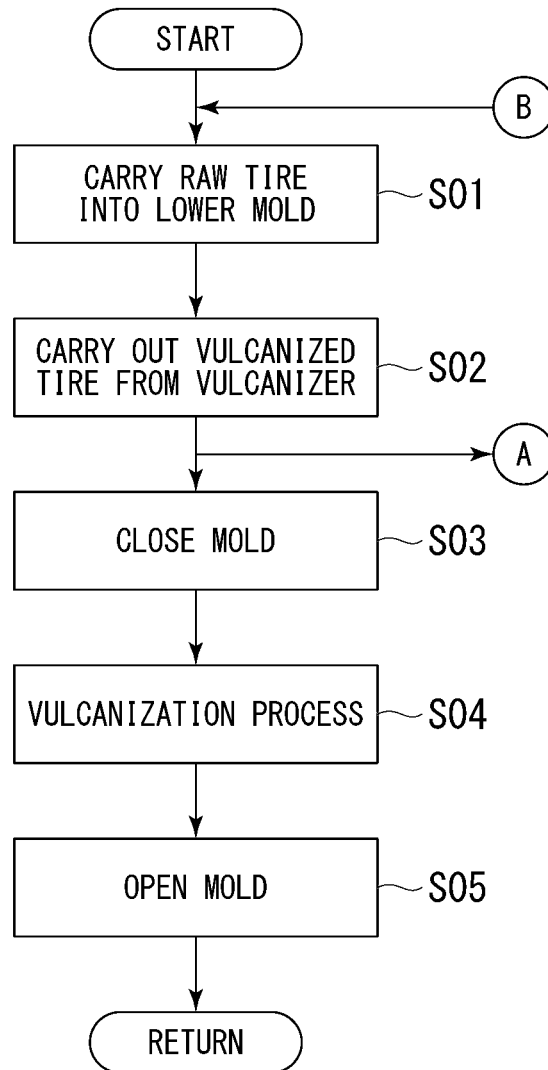 START
B
CARRY RAW TIRE
INTO LOWER MOLD
S01
CARRY OUT VULCANIZED
TIRE FROM VULCANIZER
S02
A
CLOSE MOLD
S03
VULCANIZATION PROCESS
S04
OPEN MOLD
S05
RETURN